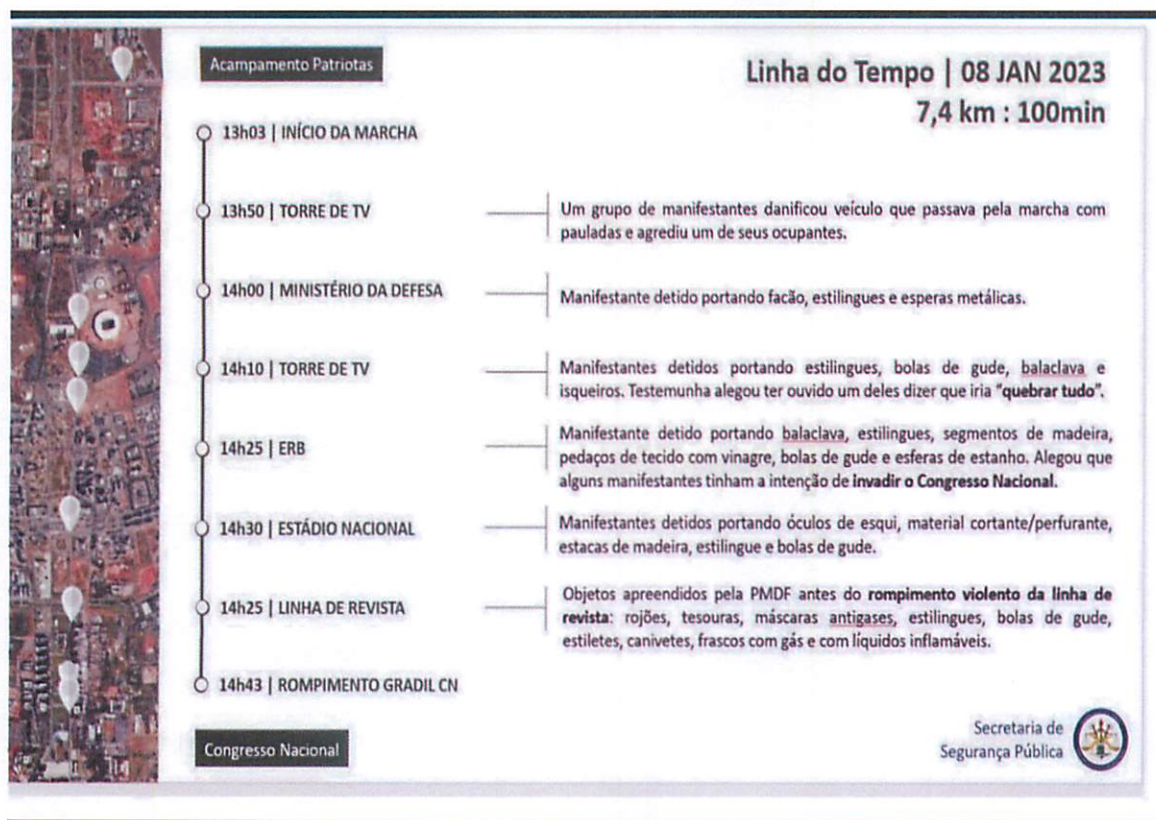 Acampamento Patriotas
Linha do Tempo | 08 JAN 2023
7,4 km : 100min
13h03 | INÍCIO DA MARCHA
13h50 | TORRE DE TV
Um grupo de manifestantes danificou veículo que passava pela marcha com
pauladas e agrediu um de seus ocupantes.
14h00 | MINISTÉRIO DA DEFESA
Manifestante detido portando facão, estilingues e esperas metálicas.
14h10 | TORRE DE TV
Manifestantes detidos portando estilingues, bolas de gude, balaclava e
isqueiros. Testemunha alegou ter ouvido um deles dizer que iria "quebrar tudo".
14h25 | ERB
Manifestante detido portando balaclava, estilingues, segmentos de madeira,
pedaços de tecido com vinagre, bolas de gude e esferas de estanho. Alegou que
alguns manifestantes tinham a intenção de invadir o Congresso Nacional.
14h30 | ESTÁDIO NACIONAL
Manifestantes detidos portando óculos de esqui, material cortante/perfurante,
estacas de madeira, estilingue e bolas de gude.
14h25 | LINHA DE REVISTA
Objetos apreendidos pela PMDF antes do rompimento violento da linha de
revista: rojões, tesouras, máscaras antigases, estilingues, bolas de gude,
estiletes, canivetes, frascos com gás e com líquidos inflamáveis.
14h43 | ROMPIMENTO GRADIL CN
Congresso Nacional
Secretaria de
Segurança Pública